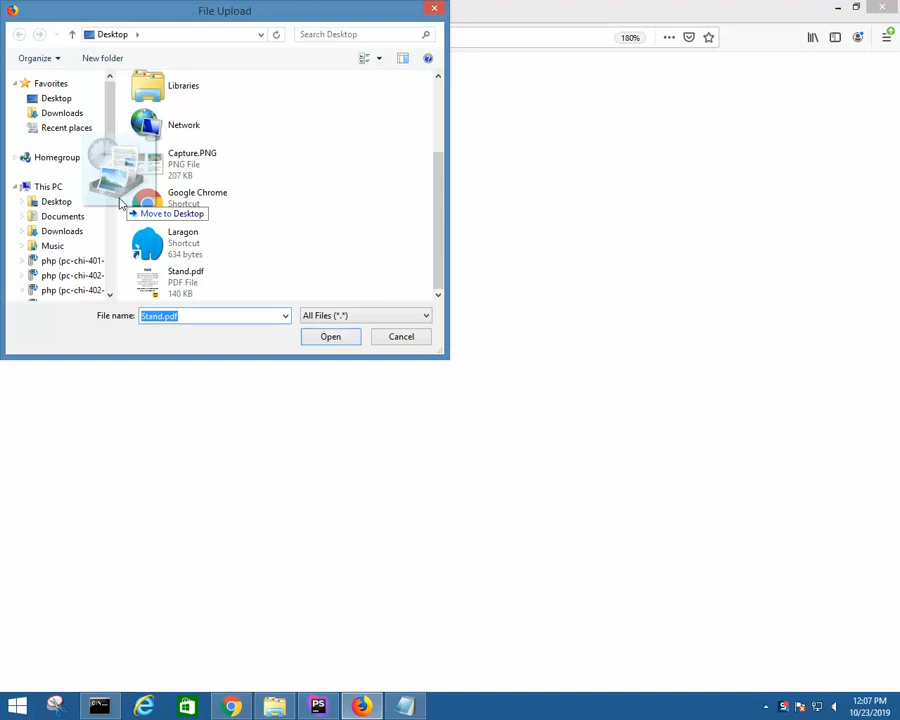 File Upload
Desktop
Search Desktop
180%
Organize
New folder
Favorites
Desktop
Downloads
Recent places
Homegroup
This PC
Desktop
Documents
Downloads
Music
php (pc-chi-401-
php (pc-chi-402-
php (pc-chi-402-
Libraries
Network
Capture.PNG
PNG File
207 KB
Google Chrome
Shortcut
Move to Desktop
Laragon
Shortcut
634 bytes
Stand.pdf
PDF File
140 KB
File name:
Stand.pdf
All Files (*.*)
Open
Cancel
PS
12:07 PM
10/23/2019